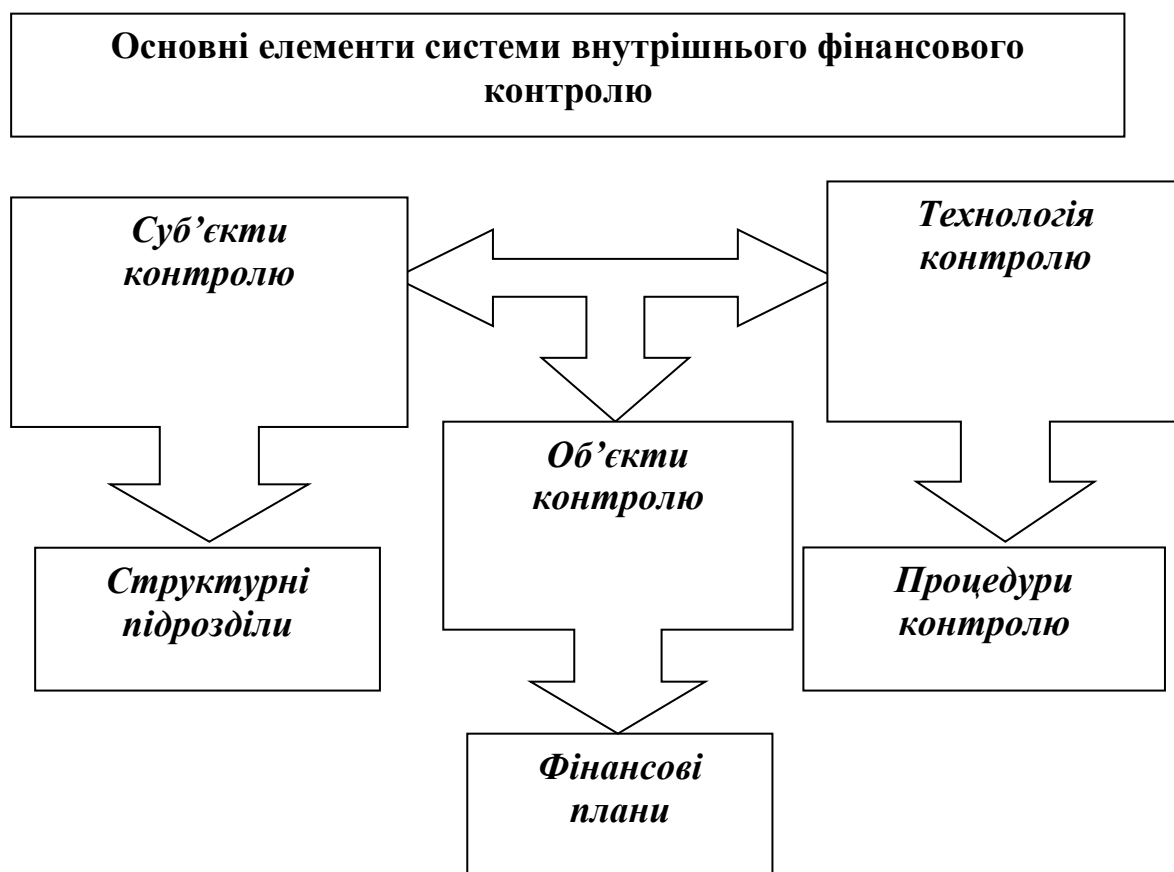 Основні елементи системи внутрішнього фінансового
контролю
Суб’єкти
контролю
Технологія
контролю
Об’єкти
контролю
Структурні
підрозділи
Процедури
контролю
Фінансові
плани